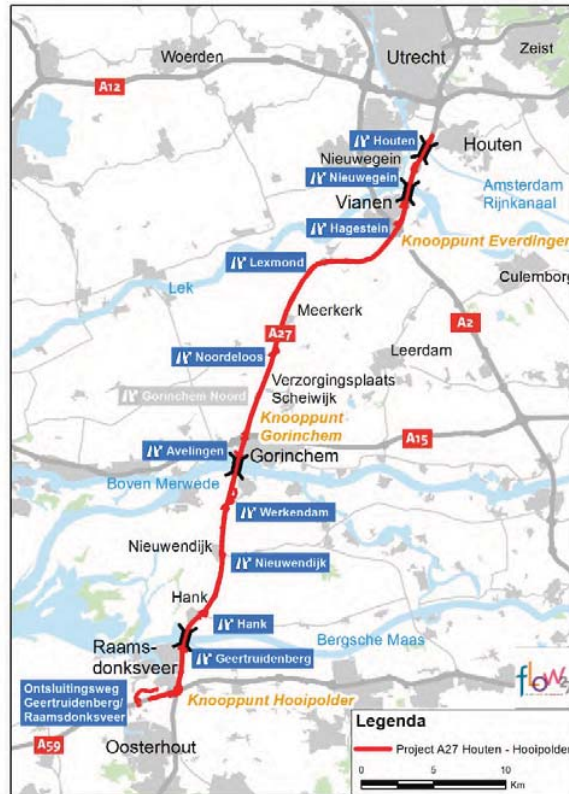 Utrecht
Zeist
Woerden
A12
Houten
Houten
Nieuwegein
Nieuwegein
Amsterdam
Rijnkanaal
Vianen
Hagestein
Knooppunt Everdingen
Lexmond
Culemborg
Lek
Meerkerk
A27
A2
Noordeloos
Leerdam
Verzorgingsplaats
Scheiwijk
Gorinchem Noord
Knooppunt
Gorinchem
A15
Avelingen
Gorinchem
Boven Merwede
Werkendam
Nieuwendijk
Nieuwendijk
Hank
Hank
Bergsche Maas
Raams-
donksveer
Geertruidenberg
Ontsluitingsweg
Geertruidenberg/
Raamsdonksveer
Knooppunt Hooipolder
flow
A59
Oosterhout
Legenda
Project A27 Houten - Hooipolder
0 5 10
Km